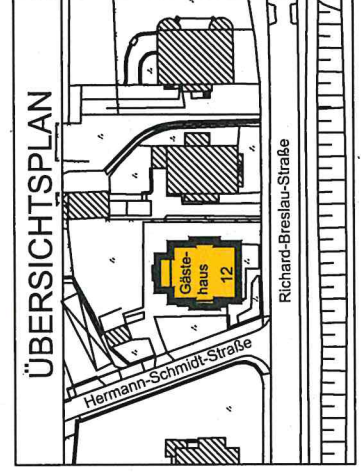 ÜBERSICHTSPLAN
Gäste-
haus
12
Hermann-Schmidt-Straße
Richard-Breslau-Straße